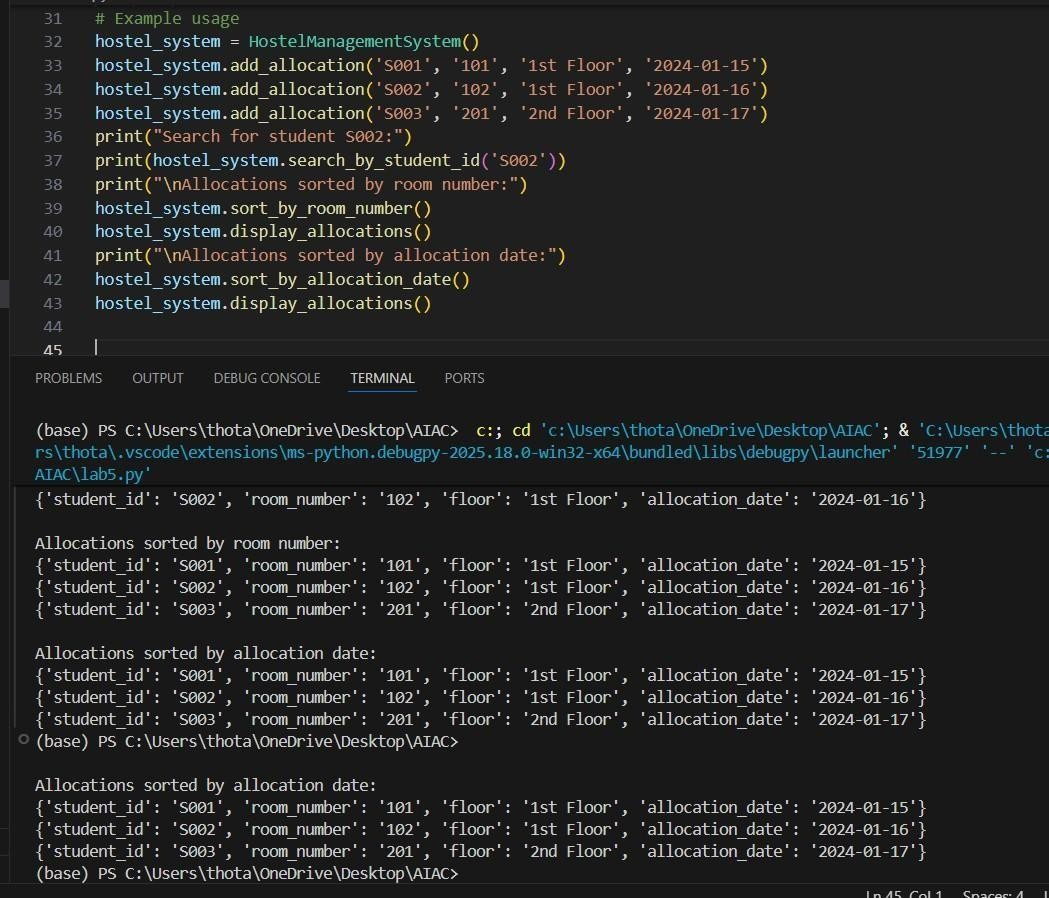 31 # Example usage
32 hostel_system = HostelManagementSystem()
33 hostel_system.add_allocation('S001', '101', '1st Floor', '2024-01-15')
34 hostel_system.add_allocation('S002', '102', '1st Floor', '2024-01-16')
35 hostel_system.add_allocation('S003', '201', '2nd Floor', '2024-01-17')
36 print("Search for student S002:")
37 print(hostel_system.search_by_student_id('S002'))
38 print("\nAllocations sorted by room number:")
39 hostel_system.sort_by_room_number()
40 hostel_system.display_allocations()
41 print("\nAllocations sorted by allocation date:")
42 hostel_system.sort_by_allocation_date()
43 hostel_system.display_allocations()
44
45
PROBLEMS OUTPUT DEBUG CONSOLE TERMINAL PORTS
(base) PS C:\Users\thota\OneDrive\Desktop\AIAC> c:; cd 'c:\Users\thota\OneDrive\Desktop\AIAC'; & 'C:\Users\thota
rs\thota\.vscode\extensions\ms-python.debugpy-2025.18.0-win32-x64\bundled\libs\debugpy\launcher' '51977' '--' 'c:
AIAC\lab5.py'
{'student_id': 'S002', 'room_number': '102', 'floor': '1st Floor', 'allocation_date': '2024-01-16'}
Allocations sorted by room number:
{'student_id': 'S001', 'room_number': '101', 'floor': '1st Floor', 'allocation_date': '2024-01-15'}
{'student_id': 'S002', 'room_number': '102', 'floor': '1st Floor', 'allocation_date': '2024-01-16'}
{'student_id': 'S003', 'room_number': '201', 'floor': '2nd Floor', 'allocation_date': '2024-01-17'}
Allocations sorted by allocation date:
{'student_id': 'S001', 'room_number': '101', 'floor': '1st Floor', 'allocation_date': '2024-01-15'}
{'student_id': 'S002', 'room_number': '102', 'floor': '1st Floor', 'allocation_date': '2024-01-16'}
{'student_id': 'S003', 'room_number': '201', 'floor': '2nd Floor', 'allocation_date': '2024-01-17'}
(base) PS C:\Users\thota\OneDrive\Desktop\AIAC>
Allocations sorted by allocation date:
{'student_id': 'S001', 'room_number': '101', 'floor': '1st Floor', 'allocation_date': '2024-01-15'}
{'student_id': 'S002', 'room_number': '102', 'floor': '1st Floor', 'allocation_date': '2024-01-16'}
{'student_id': 'S003', 'room_number': '201', 'floor': '2nd Floor', 'allocation_date': '2024-01-17'}
(base) PS C:\Users\thota\OneDrive\Desktop\AIAC>
Ln 45, Col 1 Spaces: 4